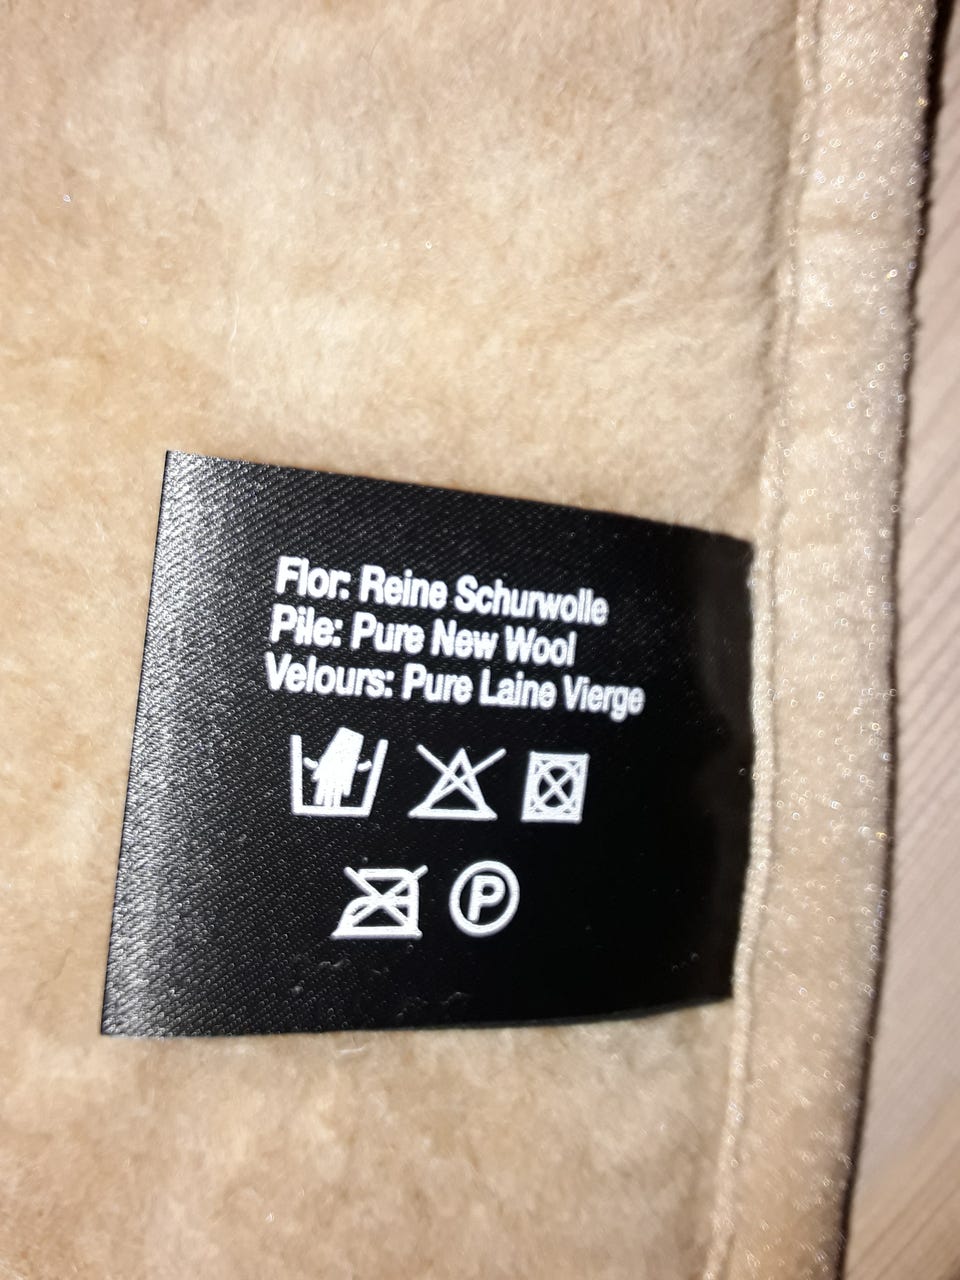 Flor: Reine Schurwolle
Pile: Pure New Wool
Velours: Pure Laine Vierge
P